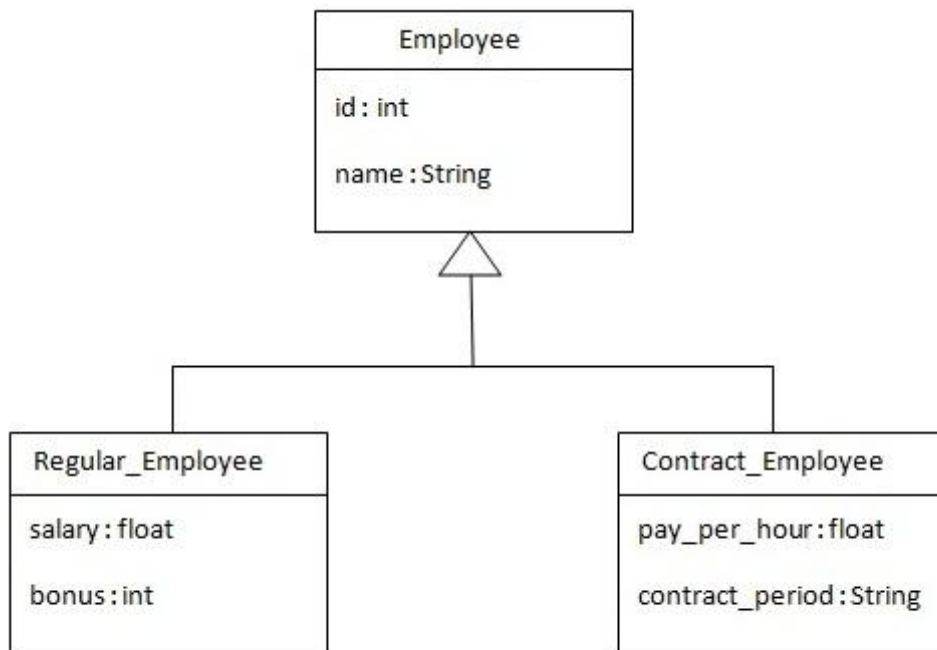 Employee
id: int
name:String
Regular_Employee
salary:float
bonus:int
Contract_Employee
pay_per_hour:float
contract_period:String